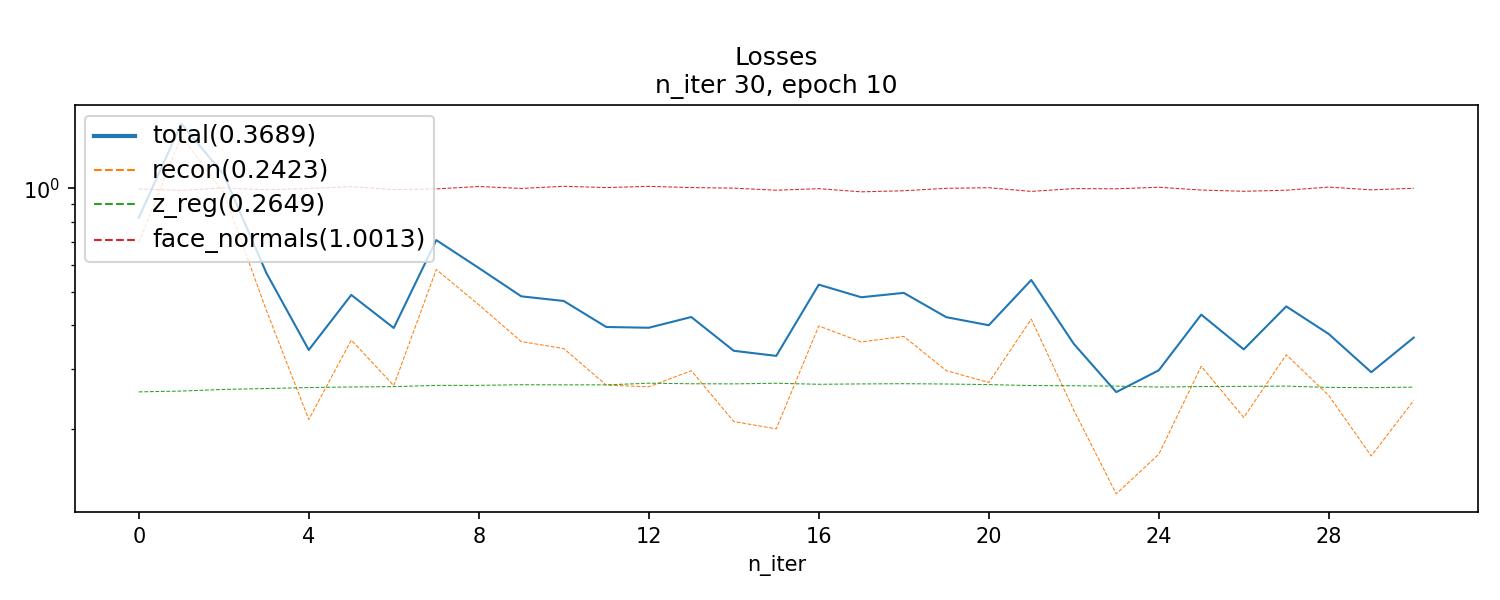 Losses
n_iter 30, epoch 10
total(0.3689)
recon(0.2423)
z_reg(0.2649)
face_normals(1.0013)
10⁰
0 4 8 12 16 20 24 28
n_iter